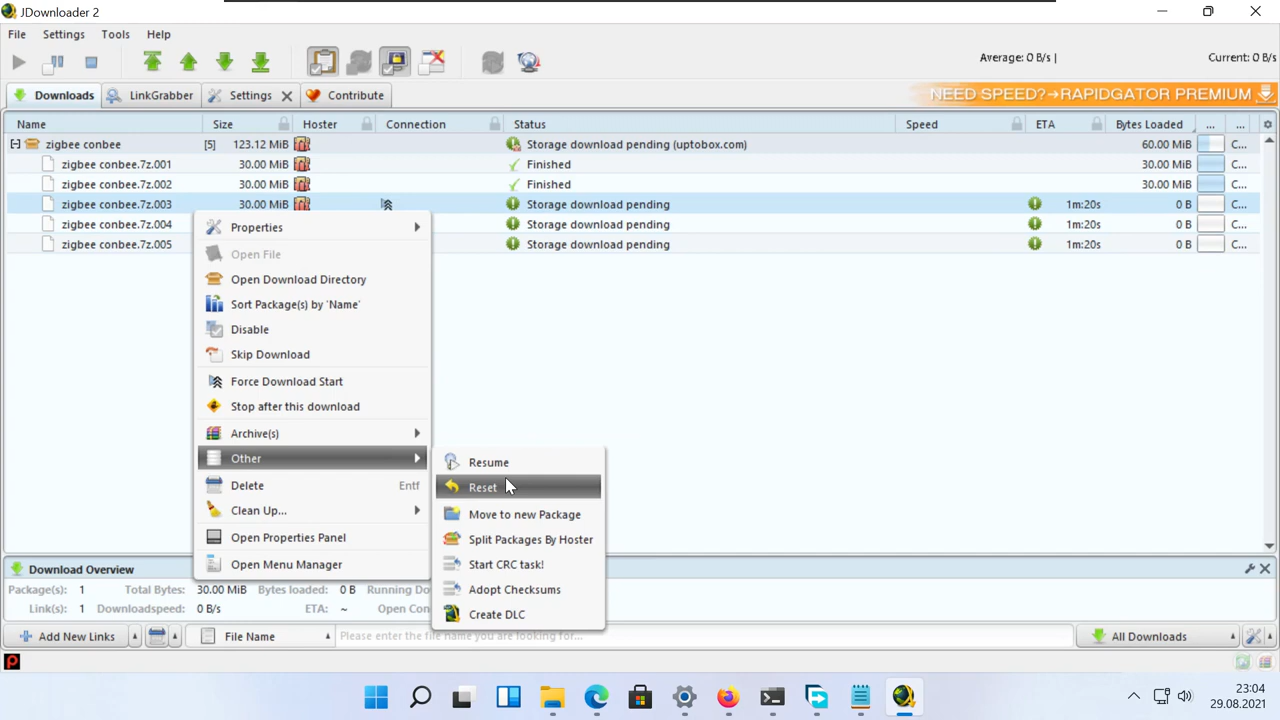 JDownloader 2
File Settings Tools Help
Average: 0 B/s | Current: 0 B/s
Downloads LinkGrabber Settings Contribute NEED SPEED?→RAPIDGATOR PREMIUM
Name Size Hoster Connection Status Speed ETA Bytes Loaded ... ...
zigbee conbee [5] 123.12 MiB Storage download pending (uptobox.com) 60.00 MiB C...
zigbee conbee.7z.001 30.00 MiB Finished 30.00 MiB C...
zigbee conbee.7z.002 30.00 MiB Finished 30.00 MiB C...
zigbee conbee.7z.003 30.00 MiB Storage download pending 1m:20s 0 B C...
zigbee conbee.7z.004 Storage download pending 1m:20s 0 B C...
zigbee conbee.7z.005 Storage download pending 1m:20s 0 B C...
Properties
Open File
Open Download Directory
Sort Package(s) by 'Name'
Disable
Skip Download
Force Download Start
Stop after this download
Archive(s)
Other
Delete Entf
Clean Up...
Open Properties Panel
Open Menu Manager
Resume
Reset
Move to new Package
Split Packages By Hoster
Start CRC task!
Adopt Checksums
Create DLC
Download Overview
Package(s): 1 Total Bytes: 30.00 MiB Bytes loaded: 0 B Running Do
Link(s): 1 Downloadspeed: 0 B/s ETA: ~ Open Con
Add New Links File Name Please enter the file name you are looking for... All Downloads
23:04
29.08.2021